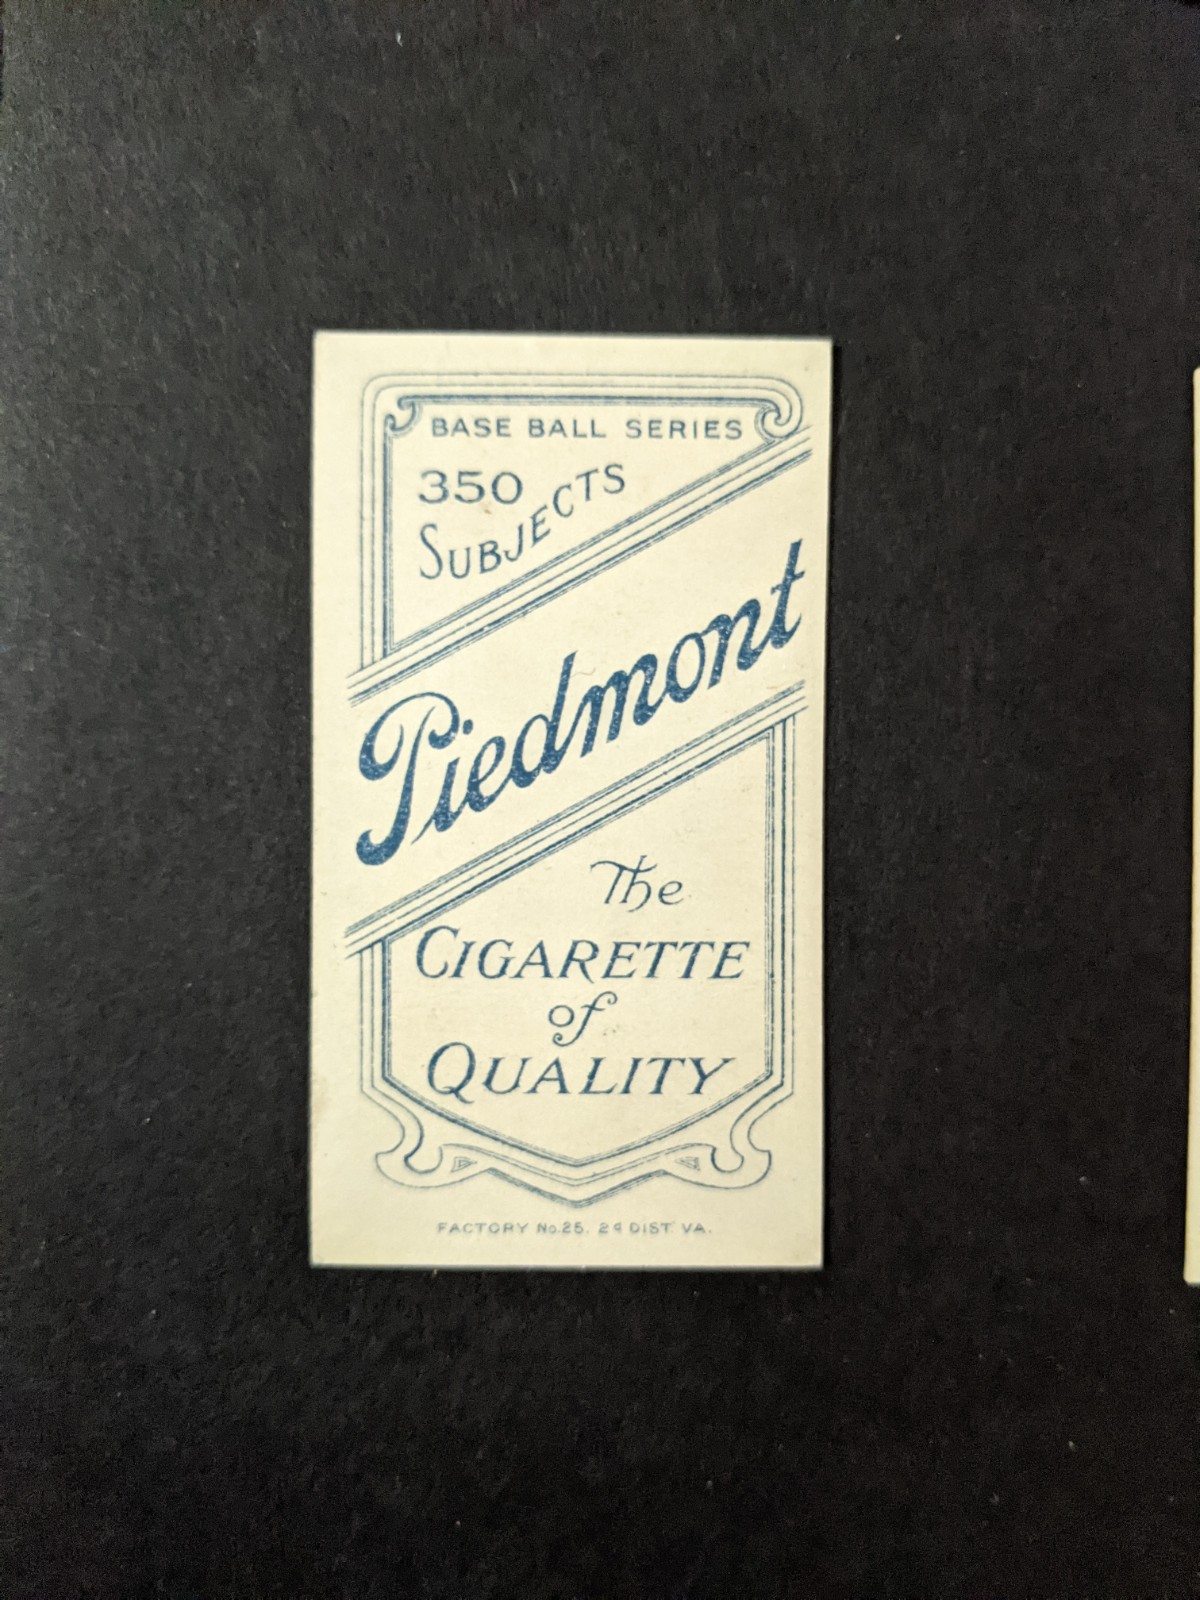 BASE BALL SERIES
350
SUBJECTS
Piedmont
The
CIGARETTE
of
QUALITY
FACTORY No.25. 2d DIST. VA.